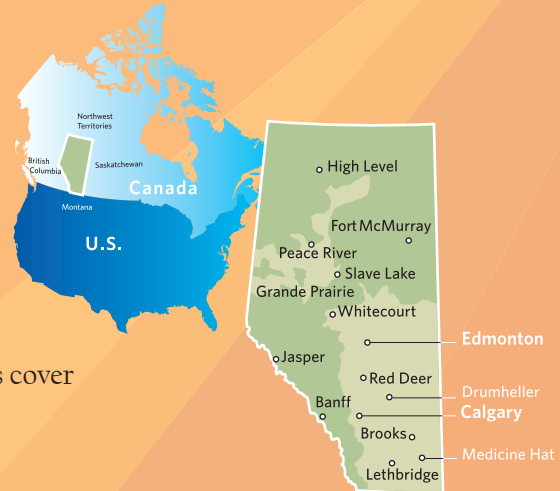 Northwest
Territories
British
Columbia
Saskatchewan
Canada
Montana
U.S.
High Level
Fort McMurray
Peace River
Slave Lake
Grande Prairie
Whitecourt
Edmonton
Jasper
Red Deer
Drumheller
Banff
Calgary
Brooks
Medicine Hat
Lethbridge
s cover